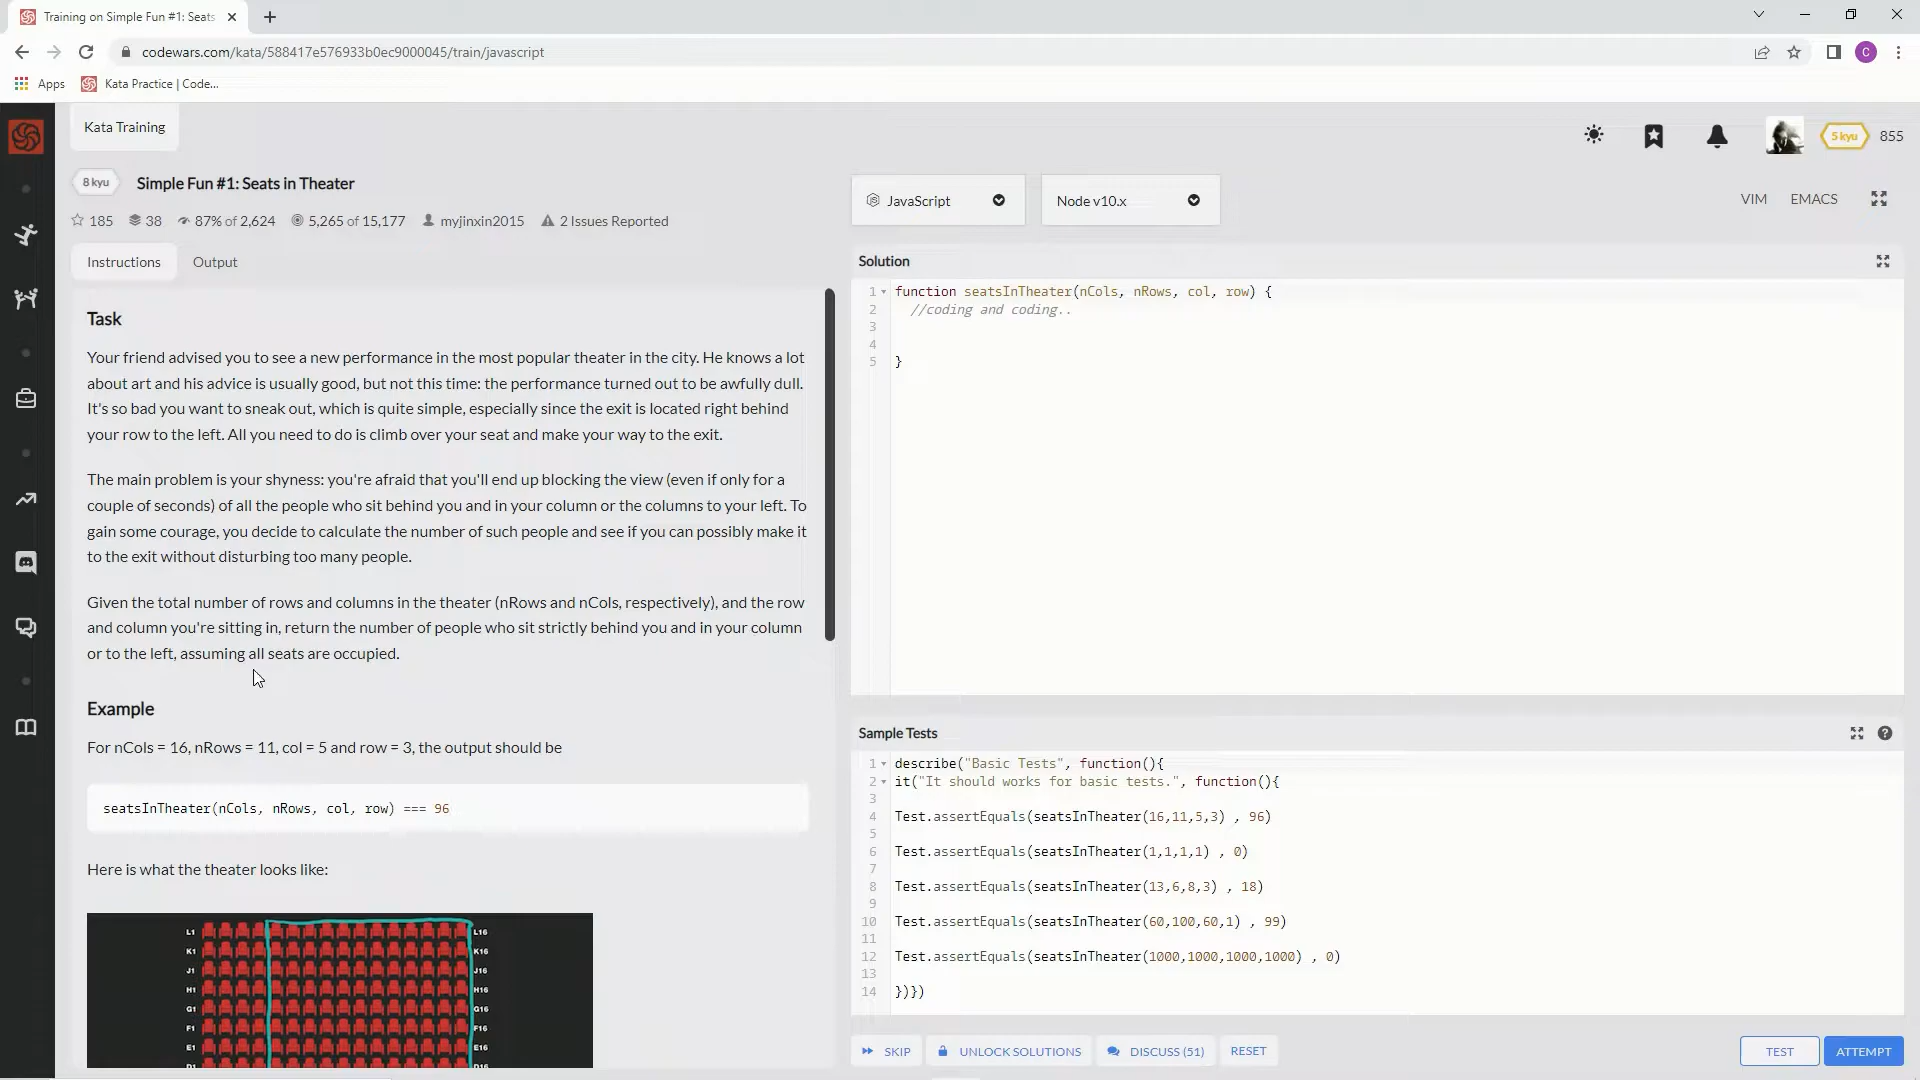 Training on Simple Fun #1: Seats
codewars.com/kata/588417e576933b0ec9000045/train/javascript
C
Apps
Kata Practice | Code...
Kata Training
5 kyu
855
8 kyu
Simple Fun #1: Seats in Theater
185
38
87% of 2,624
5,265 of 15,177
myjinxin2015
2 Issues Reported
JavaScript
Node v10.x
VIM
EMACS
Instructions
Output
Task
Your friend advised you to see a new performance in the most popular theater in the city. He knows a lot
about art and his advice is usually good, but not this time: the performance turned out to be awfully dull.
It's so bad you want to sneak out, which is quite simple, especially since the exit is located right behind
your row to the left. All you need to do is climb over your seat and make your way to the exit.
The main problem is your shyness: you're afraid that you'll end up blocking the view (even if only for a
couple of seconds) of all the people who sit behind you and in your column or the columns to your left. To
gain some courage, you decide to calculate the number of such people and see if you can possibly make it
to the exit without disturbing too many people.
Given the total number of rows and columns in the theater (nRows and nCols, respectively), and the row
and column you're sitting in, return the number of people who sit strictly behind you and in your column
or to the left, assuming all seats are occupied.
Example
For nCols = 16, nRows = 11, col = 5 and row = 3, the output should be
seatsInTheater(nCols, nRows, col, row) === 96
Here is what the theater looks like:
L1
L16
K1
K16
J1
J16
H1
H16
G1
G16
F1
F16
E1
E16
D1
D16
Solution
1 function seatsInTheater(nCols, nRows, col, row) {
2 //coding and coding..
3
4
5 }
Sample Tests
1 describe("Basic Tests", function(){
2 it("It should works for basic tests.", function(){
3
4 Test.assertEquals(seatsInTheater(16,11,5,3) , 96)
5
6 Test.assertEquals(seatsInTheater(1,1,1,1) , 0)
7
8 Test.assertEquals(seatsInTheater(13,6,8,3) , 18)
9
10 Test.assertEquals(seatsInTheater(60,100,60,1) , 99)
11
12 Test.assertEquals(seatsInTheater(1000,1000,1000,1000) , 0)
13
14 })})
SKIP
UNLOCK SOLUTIONS
DISCUSS (51)
RESET
TEST
ATTEMPT